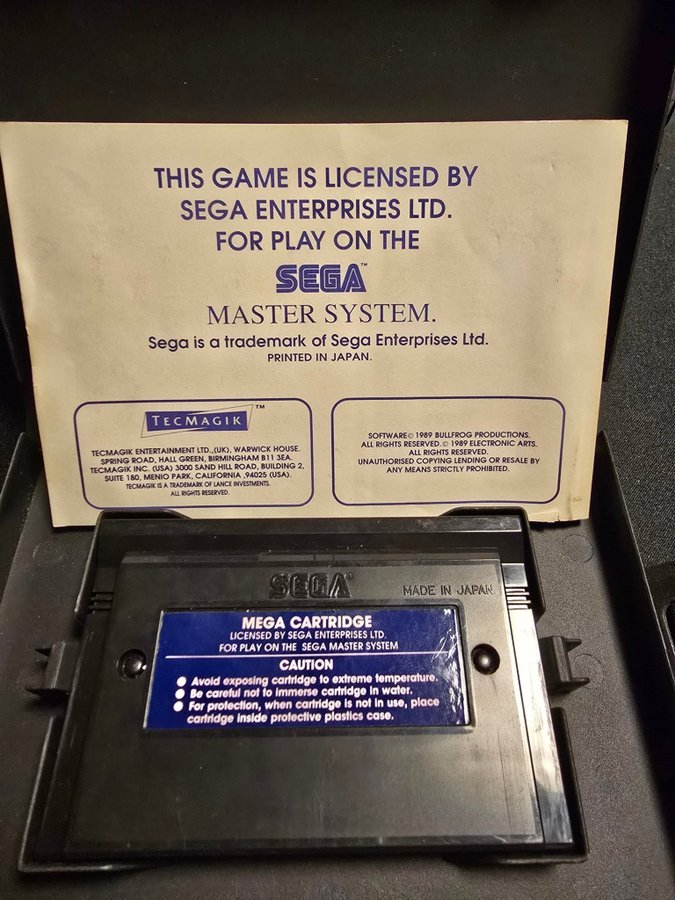 THIS GAME IS LICENSED BY
SEGA ENTERPRISES LTD.
FOR PLAY ON THE
SEGA™
MASTER SYSTEM.
Sega is a trademark of Sega Enterprises Ltd.
PRINTED IN JAPAN.
TECMAGIK™
TECMAGIK ENTERTAINMENT LTD.,(UK), WARWICK HOUSE.
SPRING ROAD, HALL GREEN, BIRMINGHAM B11 3EA.
TECMAGIK INC. (USA) 3000 SAND HILL ROAD, BUILDING 2,
SUITE 180, MENIO PARK, CALIFORNIA ,94025 (USA).
TECMAGIK IS A TRADEMARK OF LANCE INVESTMENTS.
ALL RIGHTS RESERVED.
SOFTWARE© 1989 BULLFROG PRODUCTIONS.
ALL RIGHTS RESERVED.© 1989 ELECTRONIC ARTS.
ALL RIGHTS RESERVED.
UNAUTHORISED COPYING LENDING OR RESALE BY
ANY MEANS STRICTLY PROHIBITED.
SEGA®
MADE IN JAPAN
MEGA CARTRIDGE
LICENSED BY SEGA ENTERPRISES LTD.
FOR PLAY ON THE SEGA MASTER SYSTEM
CAUTION
● Avoid exposing cartridge to extreme temperature.
● Be careful not to immerse cartridge in water.
● For protection, when cartridge is not in use, place
cartridge inside protective plastics case.